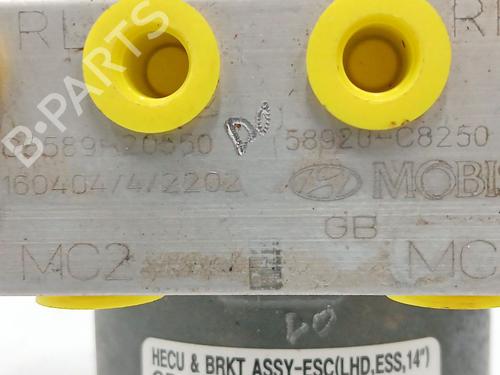 RL
B-PARTS
58920-C8250
160404/4/2202
MOBIS
GB
MC2
MC
HECU & BRKT ASSY-ESC(LHD,ESS,14")